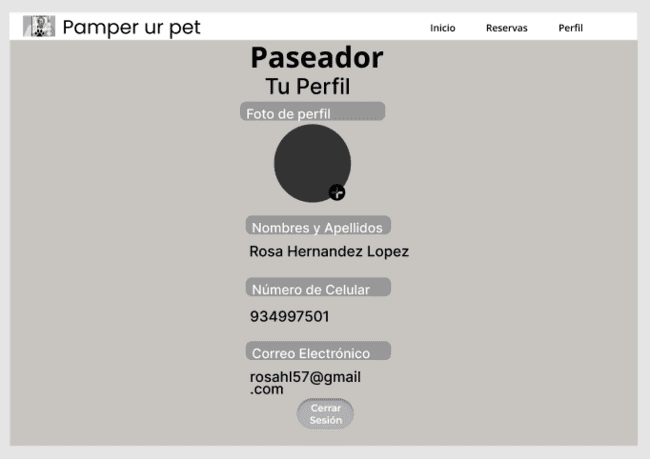 Pamper ur pet
Inicio Reservas Perfil
Paseador
Tu Perfil
Foto de perfil
Nombres y Apellidos
Rosa Hernandez Lopez
Número de Celular
934997501
Correo Electrónico
rosahl57@gmail
.com
Cerrar
Sesión